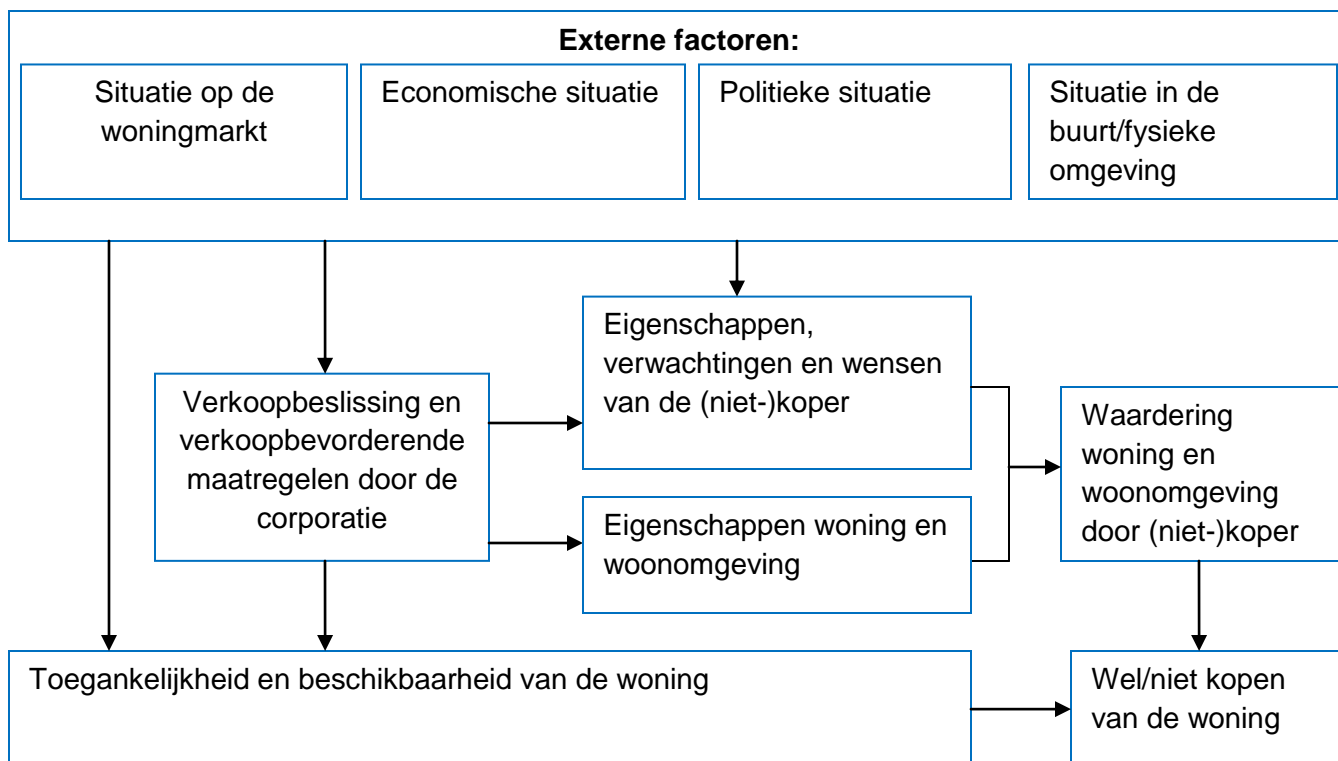 Externe factoren:
Situatie op de
woningmarkt
Economische situatie
Politieke situatie
Situatie in de
buurt/fysieke
omgeving
Eigenschappen,
verwachtingen en wensen
van de (niet-)koper
Verkoopbeslissing en
verkoopbevorderende
maatregelen door de
corporatie
Waardering
woning en
woonomgeving
door (niet-)koper
Eigenschappen woning en
woonomgeving
Toegankelijkheid en beschikbaarheid van de woning
Wel/niet kopen
van de woning